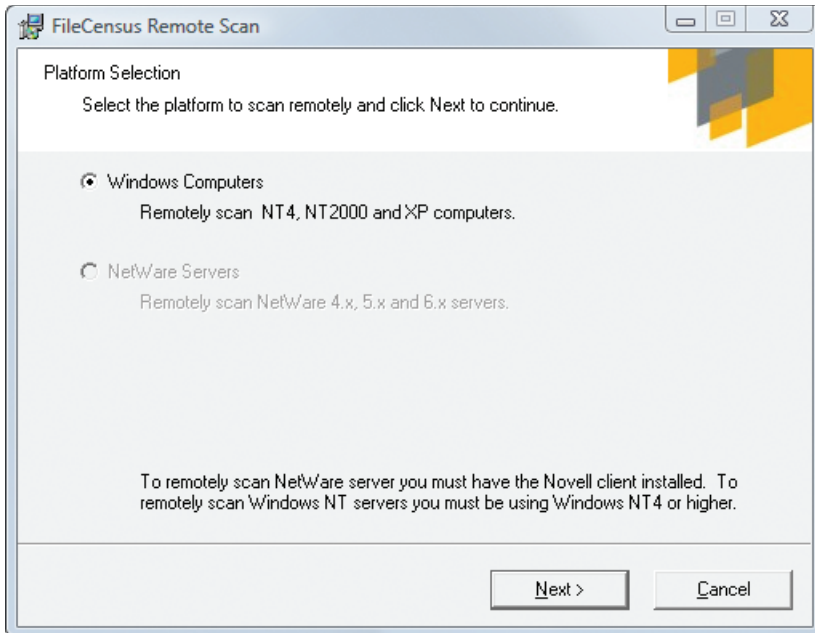 FileCensus Remote Scan
Platform Selection
Select the platform to scan remotely and click Next to continue.
Windows Computers
Remotely scan  NT4, NT2000 and XP computers.
NetWare Servers
Remotely scan NetWare 4.x, 5.x and 6.x servers.
To remotely scan NetWare server you must have the Novell client installed.  To
remotely scan Windows NT servers you must be using Windows NT4 or higher.
Next >
Cancel